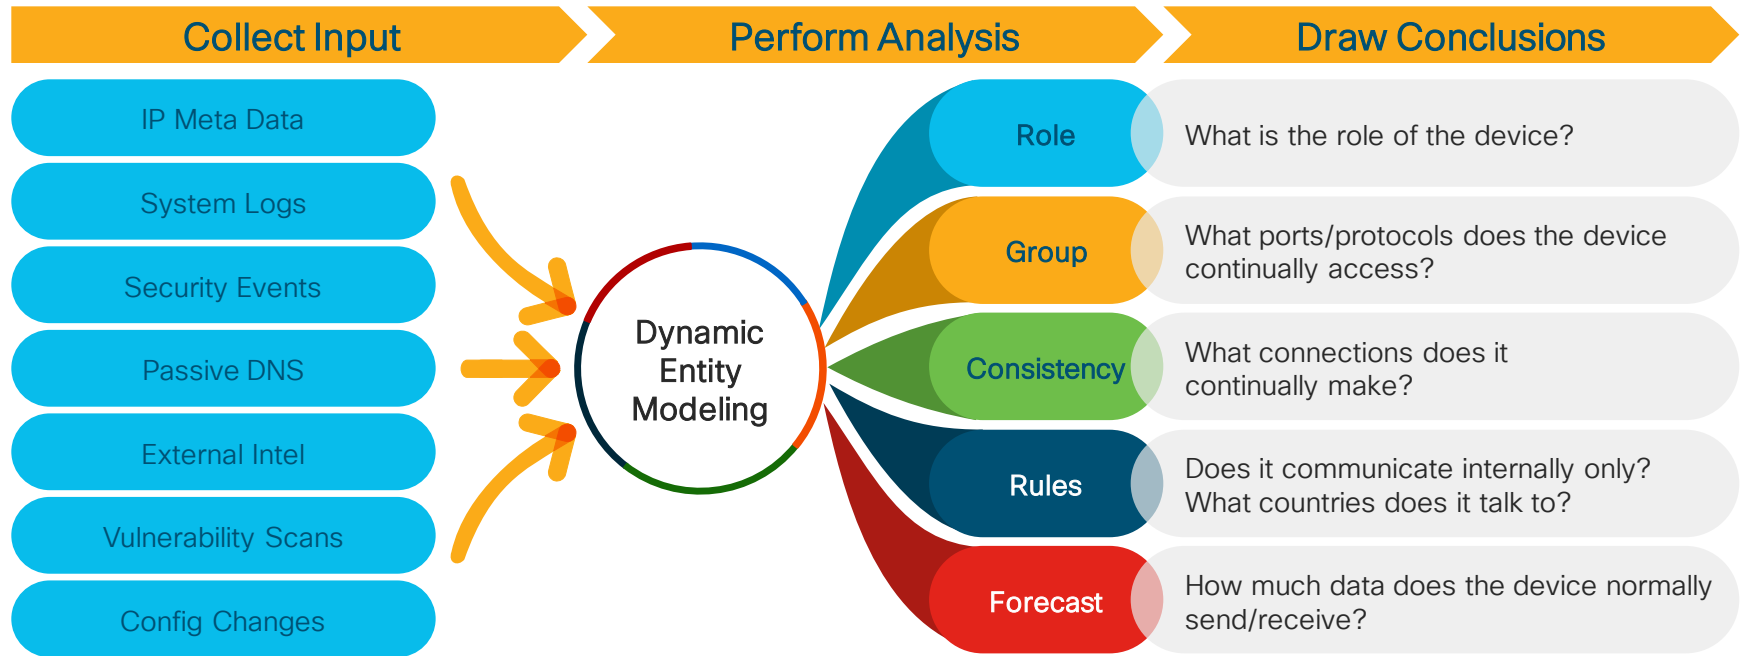 Collect Input
Perform Analysis
Draw Conclusions
IP Meta Data
System Logs
Security Events
Passive DNS
External Intel
Vulnerability Scans
Config Changes
Dynamic
Entity
Modeling
Role
What is the role of the device?
Group
What ports/protocols does the device
continually access?
Consistency
What connections does it
continually make?
Rules
Does it communicate internally only?
What countries does it talk to?
Forecast
How much data does the device normally
send/receive?